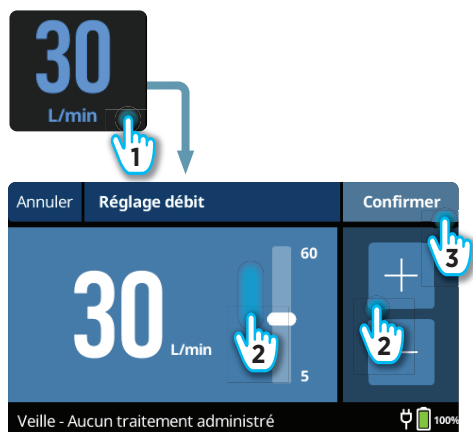 30
L/min
1
Annuler Réglage débit Confirmer
3
60
30 L/min
2
2
5
Veille - Aucun traitement administré 100%